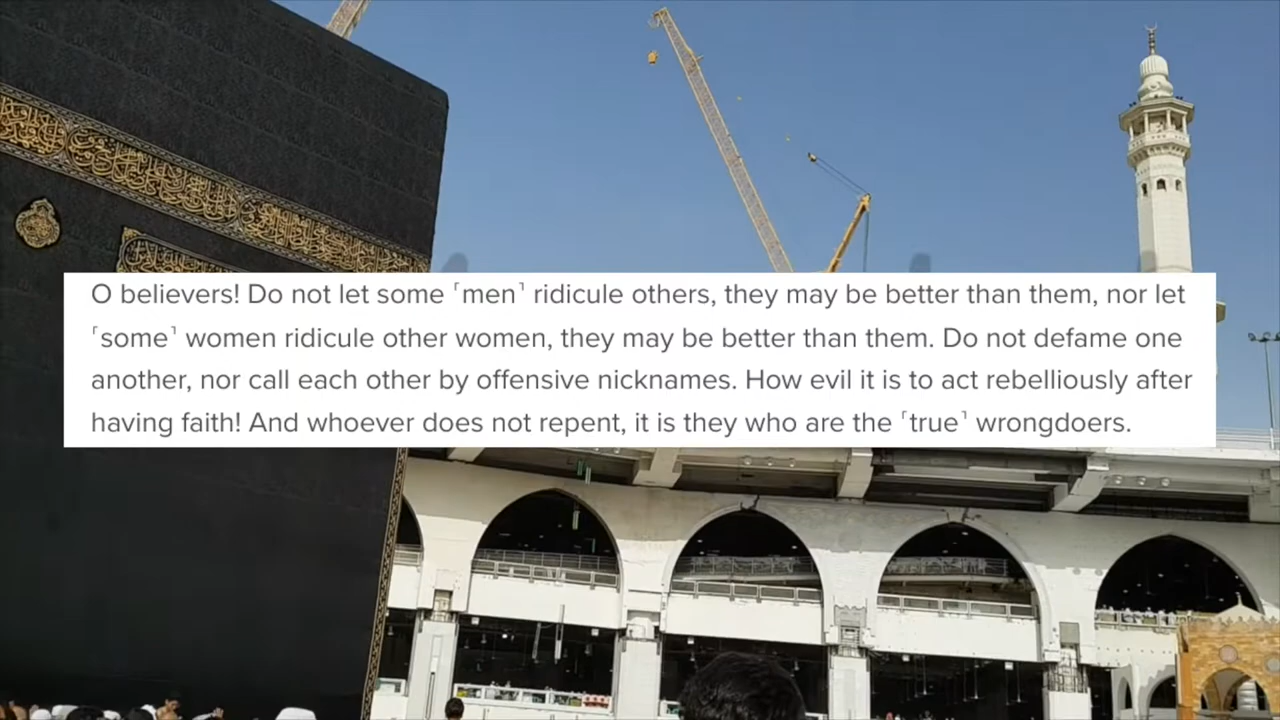 O believers! Do not let some ˹men˺ ridicule others, they may be better than them, nor let
˹some˺ women ridicule other women, they may be better than them. Do not defame one
another, nor call each other by offensive nicknames. How evil it is to act rebelliously after
having faith! And whoever does not repent, it is they who are the ˹true˺ wrongdoers.